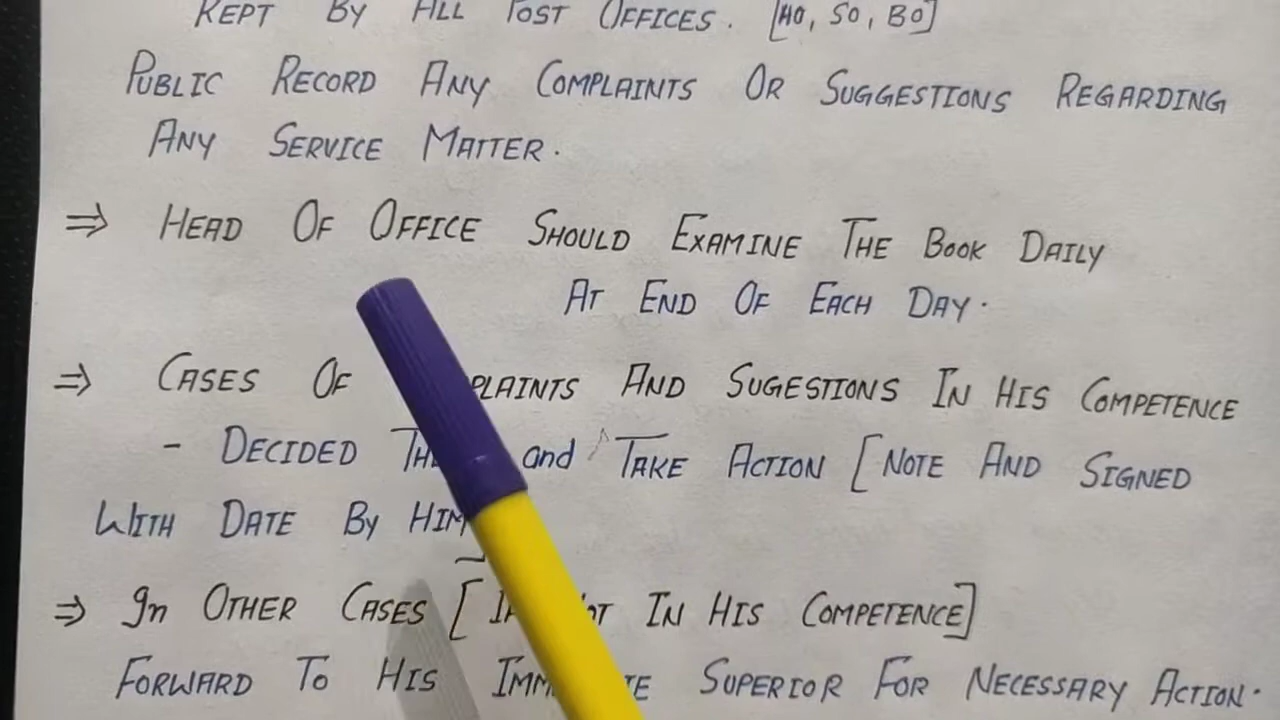 KEPT BY ALL POST OFFICES. [HO, SO, BO]
PUBLIC RECORD ANY COMPLAINTS OR SUGGESTIONS REGARDING
ANY SERVICE MATTER.
⇒ HEAD OF OFFICE SHOULD EXAMINE THE BOOK DAILY
AT END OF EACH DAY.
⇒ CASES OF PLAINTS AND SUGESTIONS IN HIS COMPETENCE
- DECIDED and TAKE ACTION [NOTE AND SIGNED
WITH DATE BY HIM
⇒ In OTHER CASES [ IN HIS COMPETENCE]
FORWARD TO HIS SUPERIOR FOR NECESSARY ACTION.